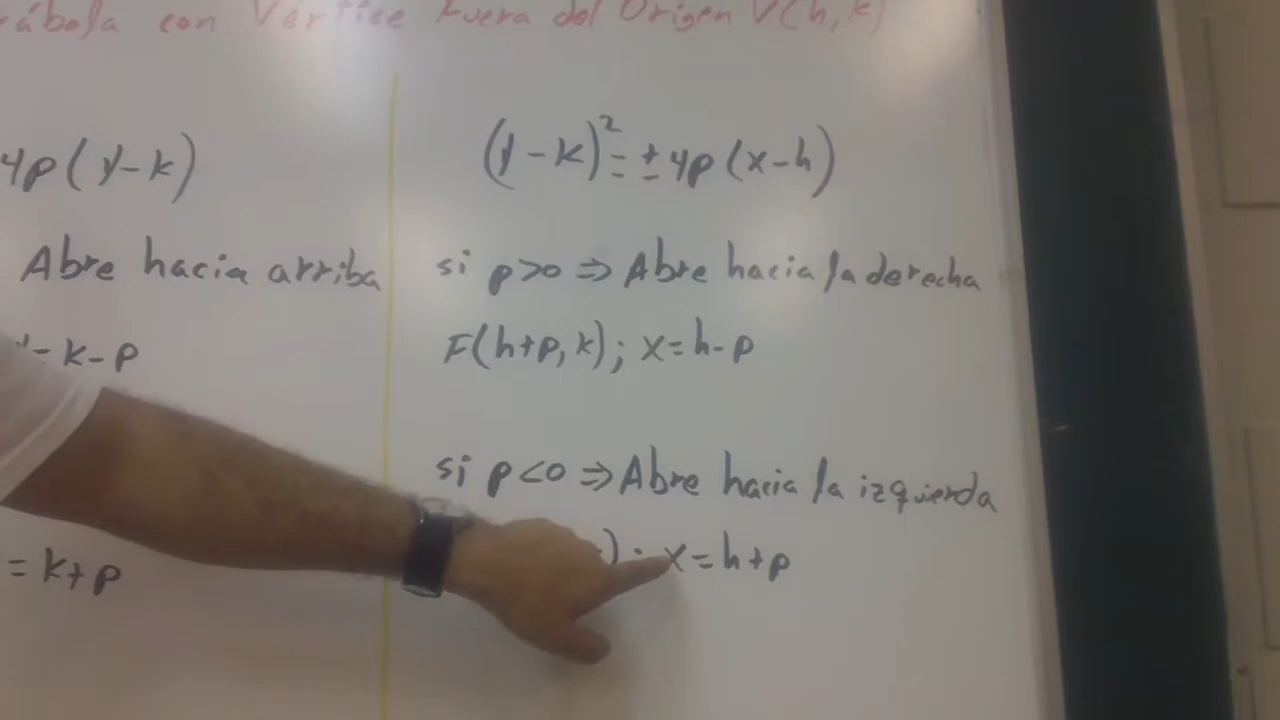 con Vértice Fuera del Origen V(h, k)
4p(y-k)
Abre hacia arriba
= k-p
= k+p
(y-k)² = ± 4p(x-h)
si p>0 ⇒ Abre hacia la derecha
F(h+p, k); x=h-p
si p<0 ⇒ Abre hacia la izquierda
); x=h+p